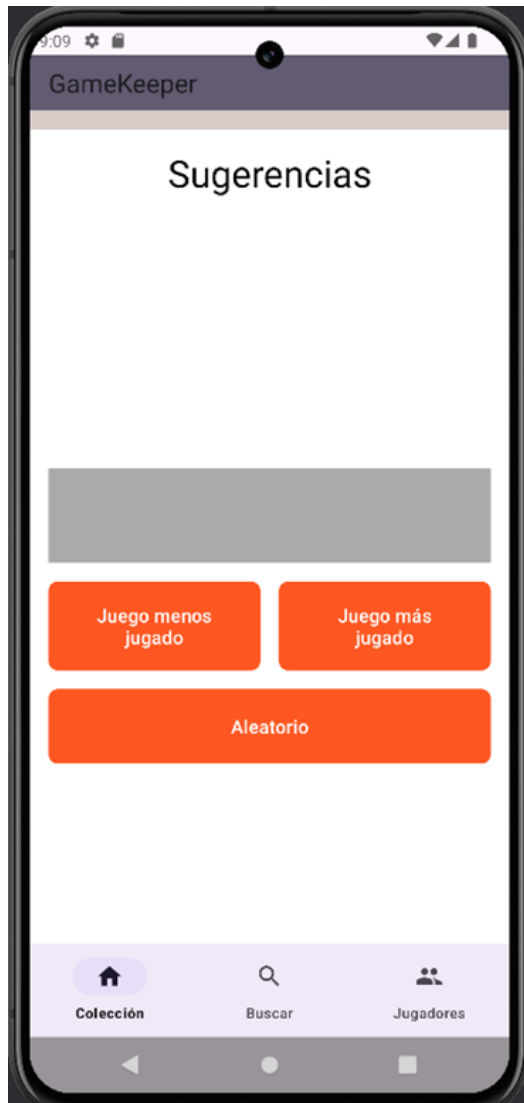 9:09
GameKeeper
Sugerencias
Juego menos
jugado
Juego más
jugado
Aleatorio
Colección
Buscar
Jugadores